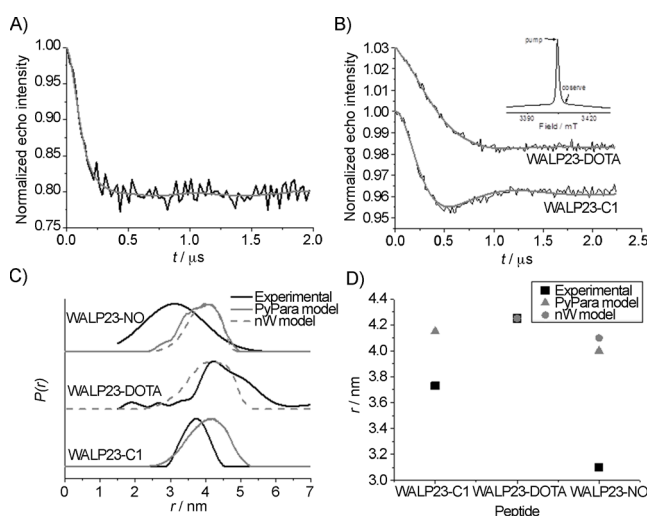 A)
1.00
0.95
0.90
0.85
0.80
0.75
Normalized echo intensity
0.0 0.5 1.0 1.5 2.0
t / μs
B)
1.03
1.02
1.01
1.00
0.99
0.98
0.97
0.96
0.95
Normalized echo intensity
pump
observe
3390 3420
Field / mT
WALP23-DOTA
WALP23-C1
0.0 0.5 1.0 1.5 2.0 2.5
t / μs
C)
Experimental
PyPara model
nW model
WALP23-NO
WALP23-DOTA
WALP23-C1
P(r)
0 1 2 3 4 5 6 7
r / nm
D)
Experimental
PyPara model
nW model
4.4
4.2
4.0
3.8
3.6
3.4
3.2
3.0
r / nm
WALP23-C1 WALP23-DOTA WALP23-NO
Peptide